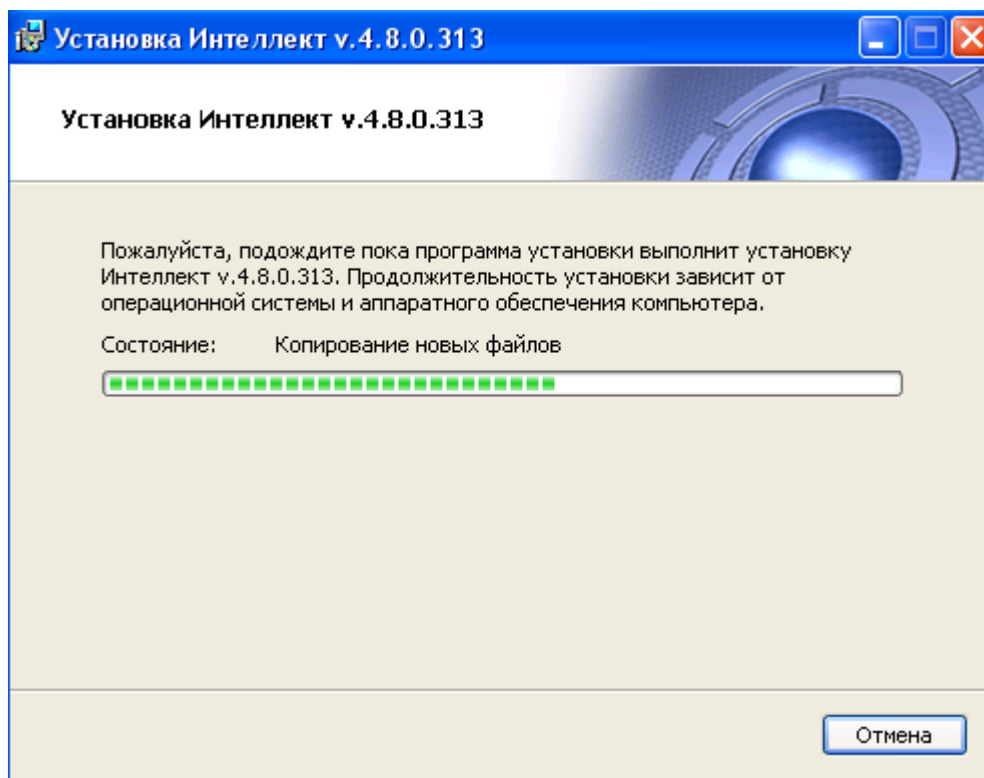 Установка Интеллект v.4.8.0.313
Установка Интеллект v.4.8.0.313
Пожалуйста, подождите пока программа установки выполнит установку
Интеллект v.4.8.0.313. Продолжительность установки зависит от
операционной системы и аппаратного обеспечения компьютера.
Состояние: Копирование новых файлов
Отмена